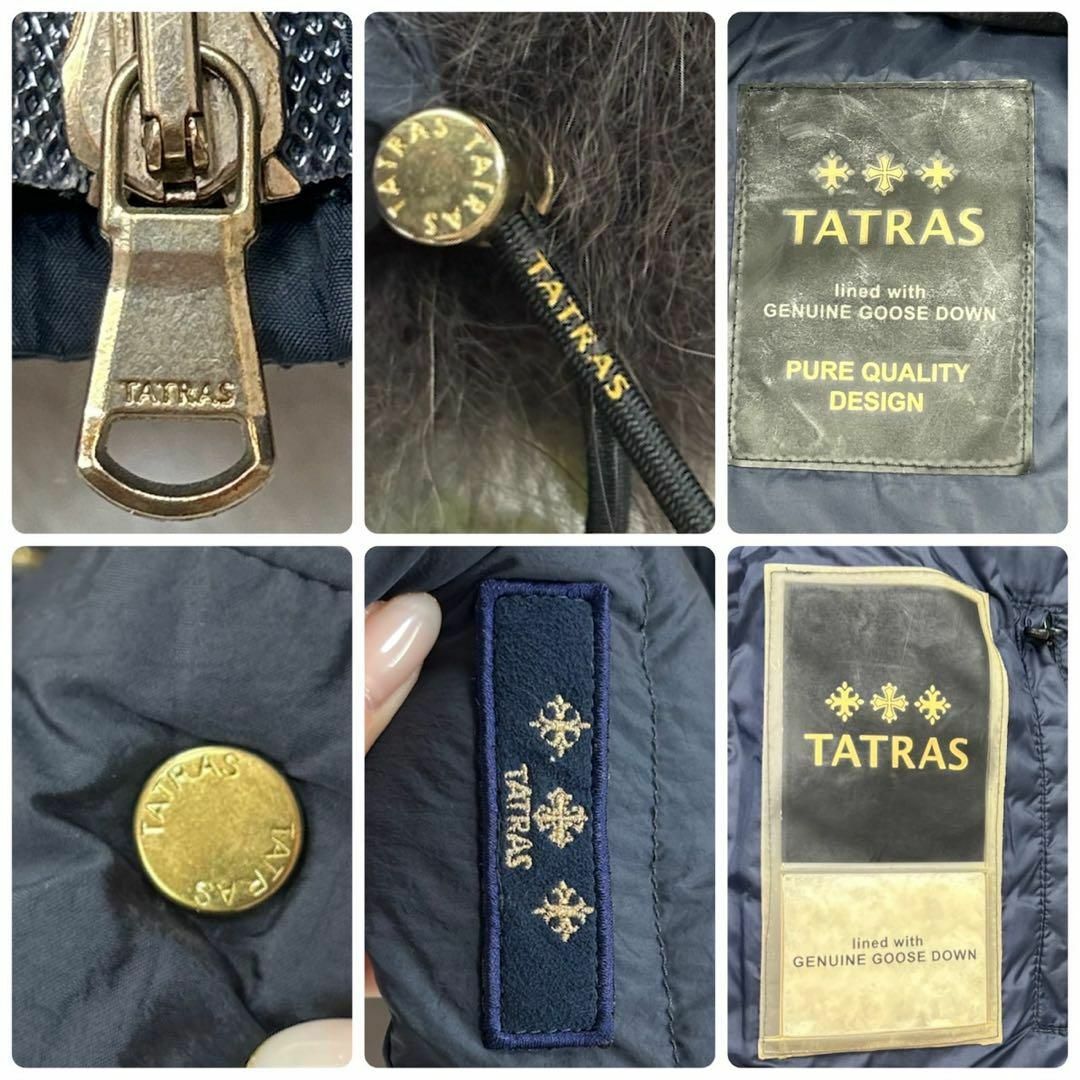 TATRAS
TATRAS TATRAS TATRAS
TATRAS
TATRAS
lined with
GENUINE GOOSE DOWN
PURE QUALITY
DESIGN
TATRAS TATRAS
TATRAS
TATRAS
lined with
GENUINE GOOSE DOWN